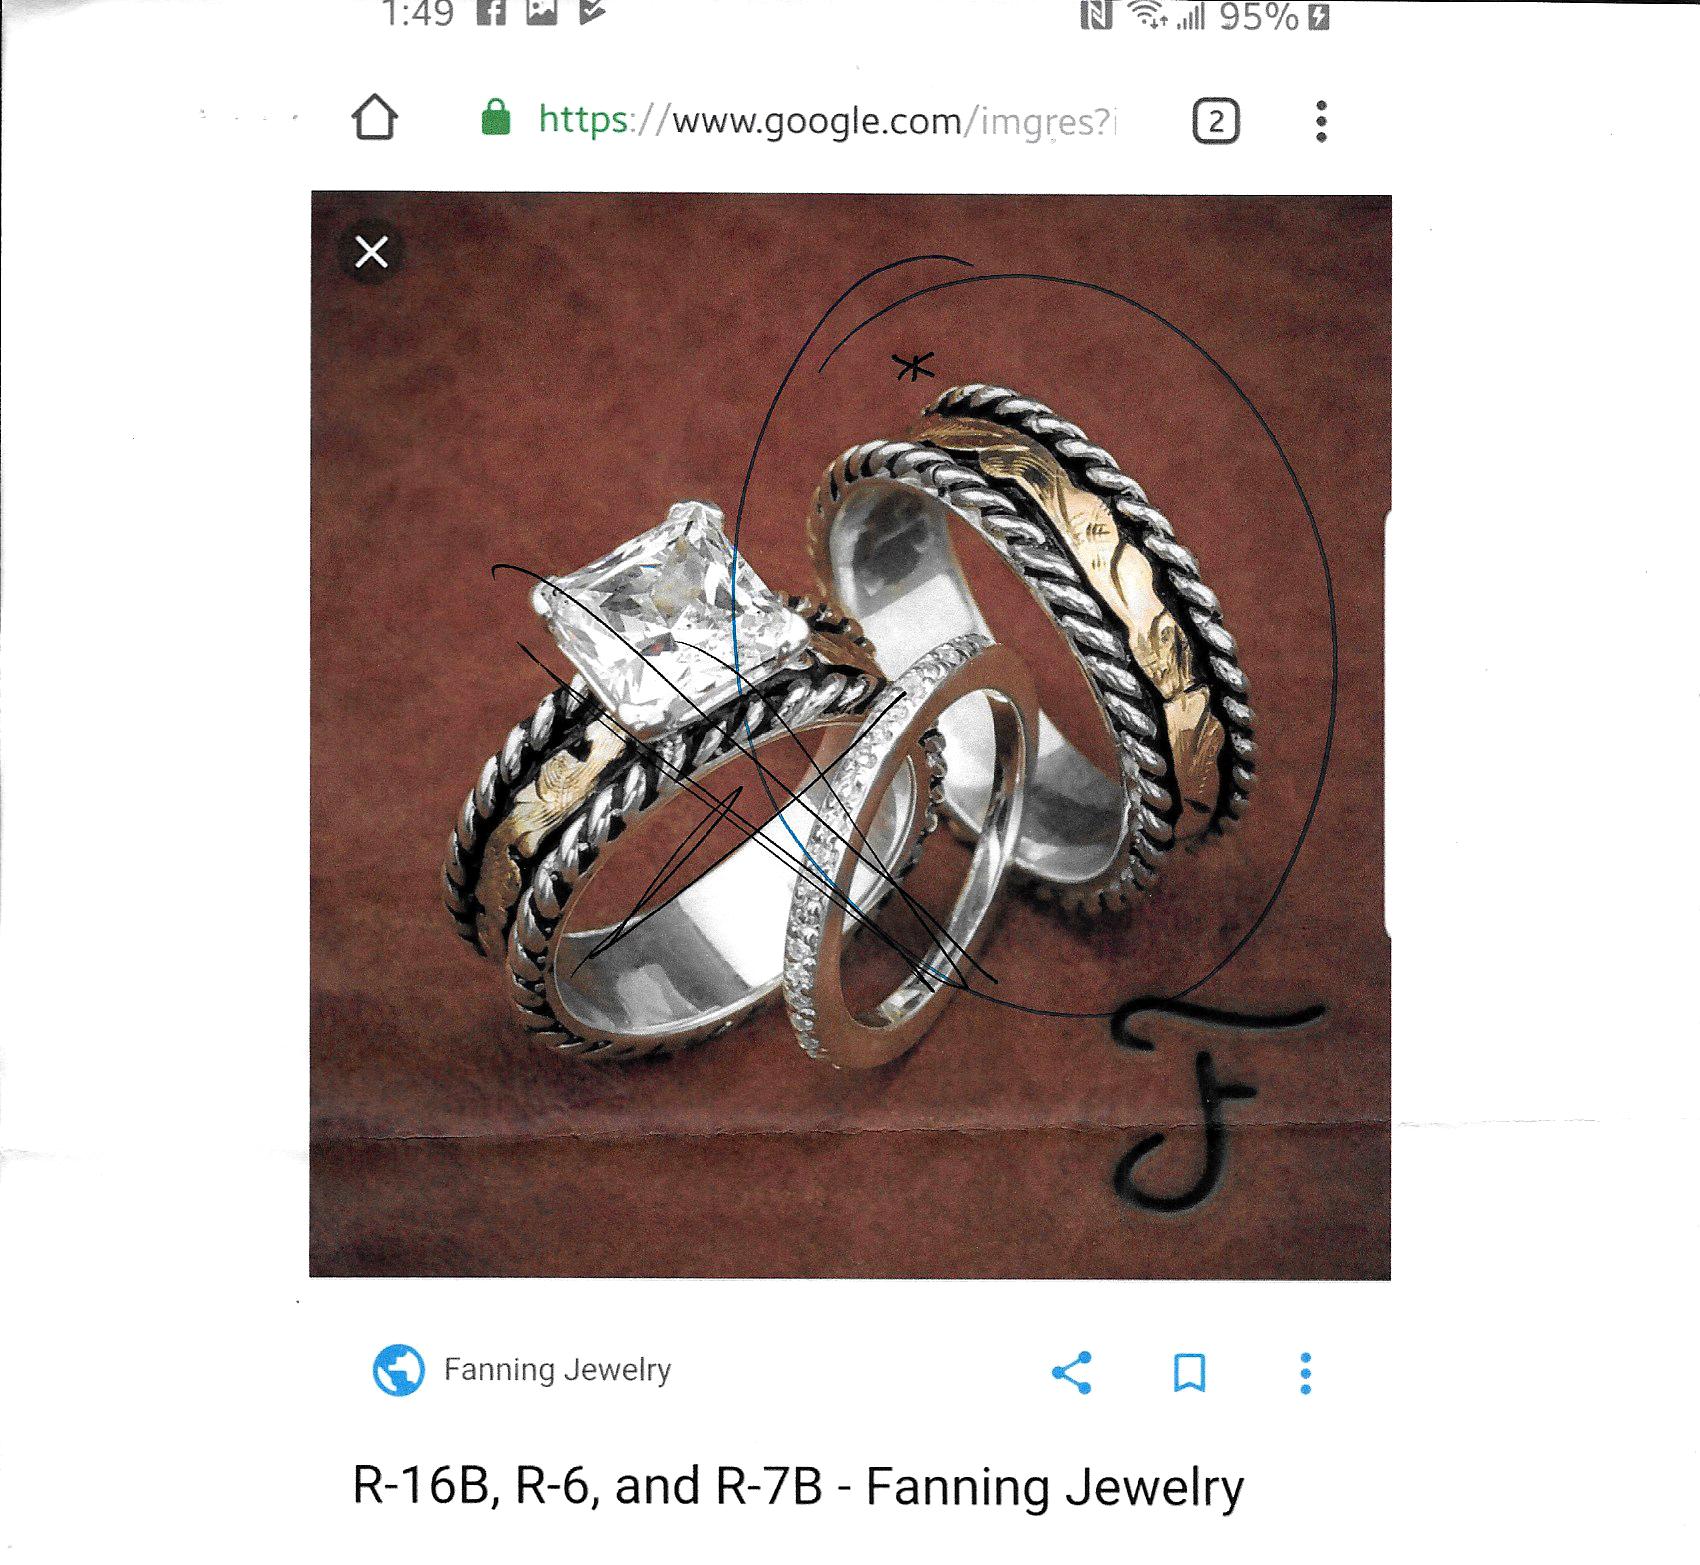 1:49 95%
https://www.google.com/imgres?i 2
*
Fanning Jewelry
R-16B, R-6, and R-7B - Fanning Jewelry